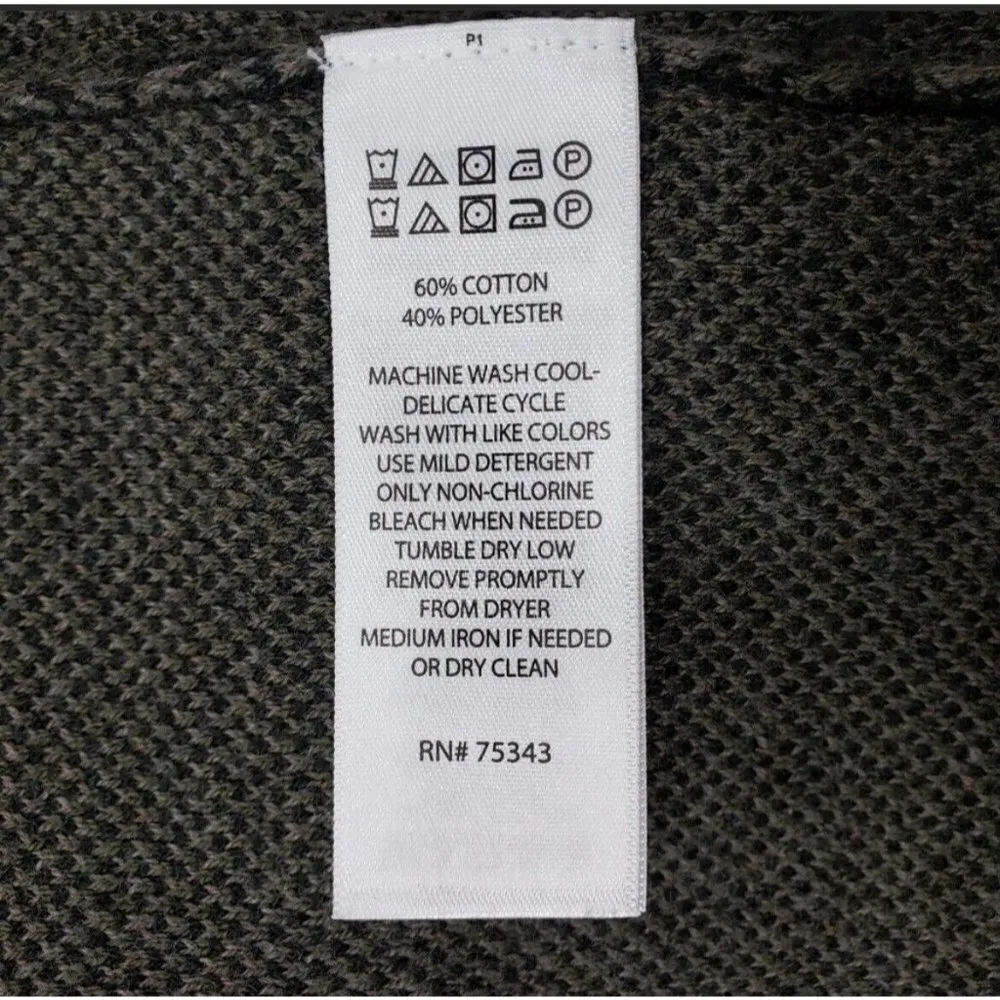 P1
P
P
60% COTTON
40% POLYESTER
MACHINE WASH COOL-
DELICATE CYCLE
WASH WITH LIKE COLORS
USE MILD DETERGENT
ONLY NON-CHLORINE
BLEACH WHEN NEEDED
TUMBLE DRY LOW
REMOVE PROMPTLY
FROM DRYER
MEDIUM IRON IF NEEDED
OR DRY CLEAN
RN# 75343